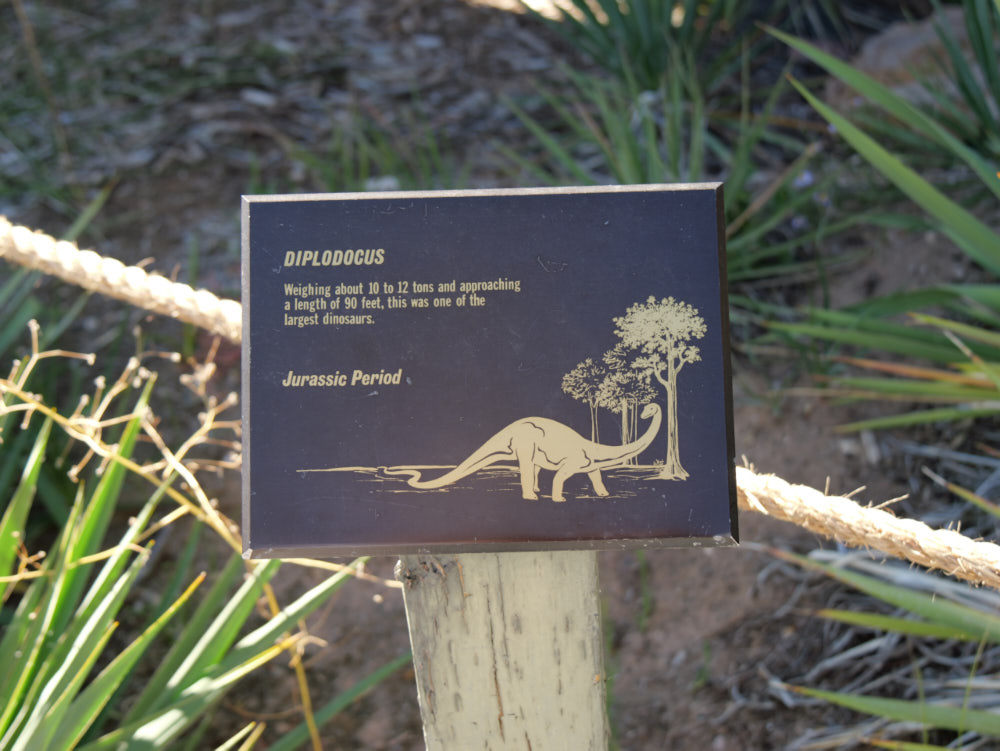 DIPLODOCUS
Weighing about 10 to 12 tons and approaching
a length of 90 feet, this was one of the
largest dinosaurs.
Jurassic Period